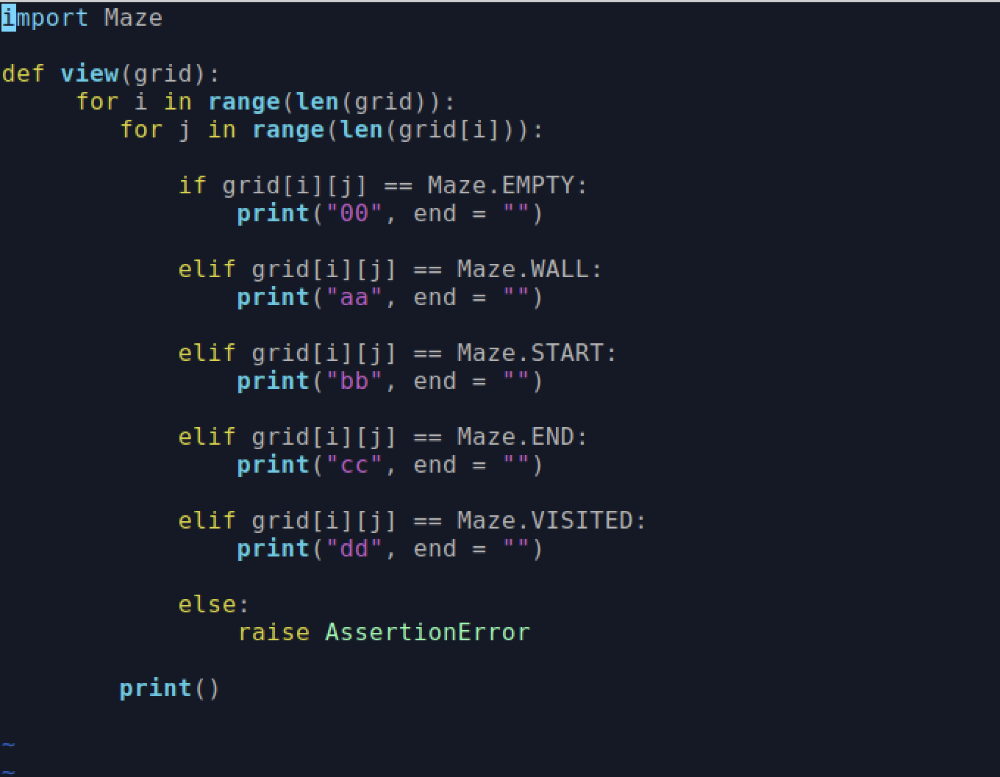 import Maze

def view(grid):
     for i in range(len(grid)):
        for j in range(len(grid[i])):

            if grid[i][j] == Maze.EMPTY:
                print("00", end = "")

            elif grid[i][j] == Maze.WALL:
                print("aa", end = "")

            elif grid[i][j] == Maze.START:
                print("bb", end = "")

            elif grid[i][j] == Maze.END:
                print("cc", end = "")

            elif grid[i][j] == Maze.VISITED:
                print("dd", end = "")

            else:
                raise AssertionError

        print()

~
~